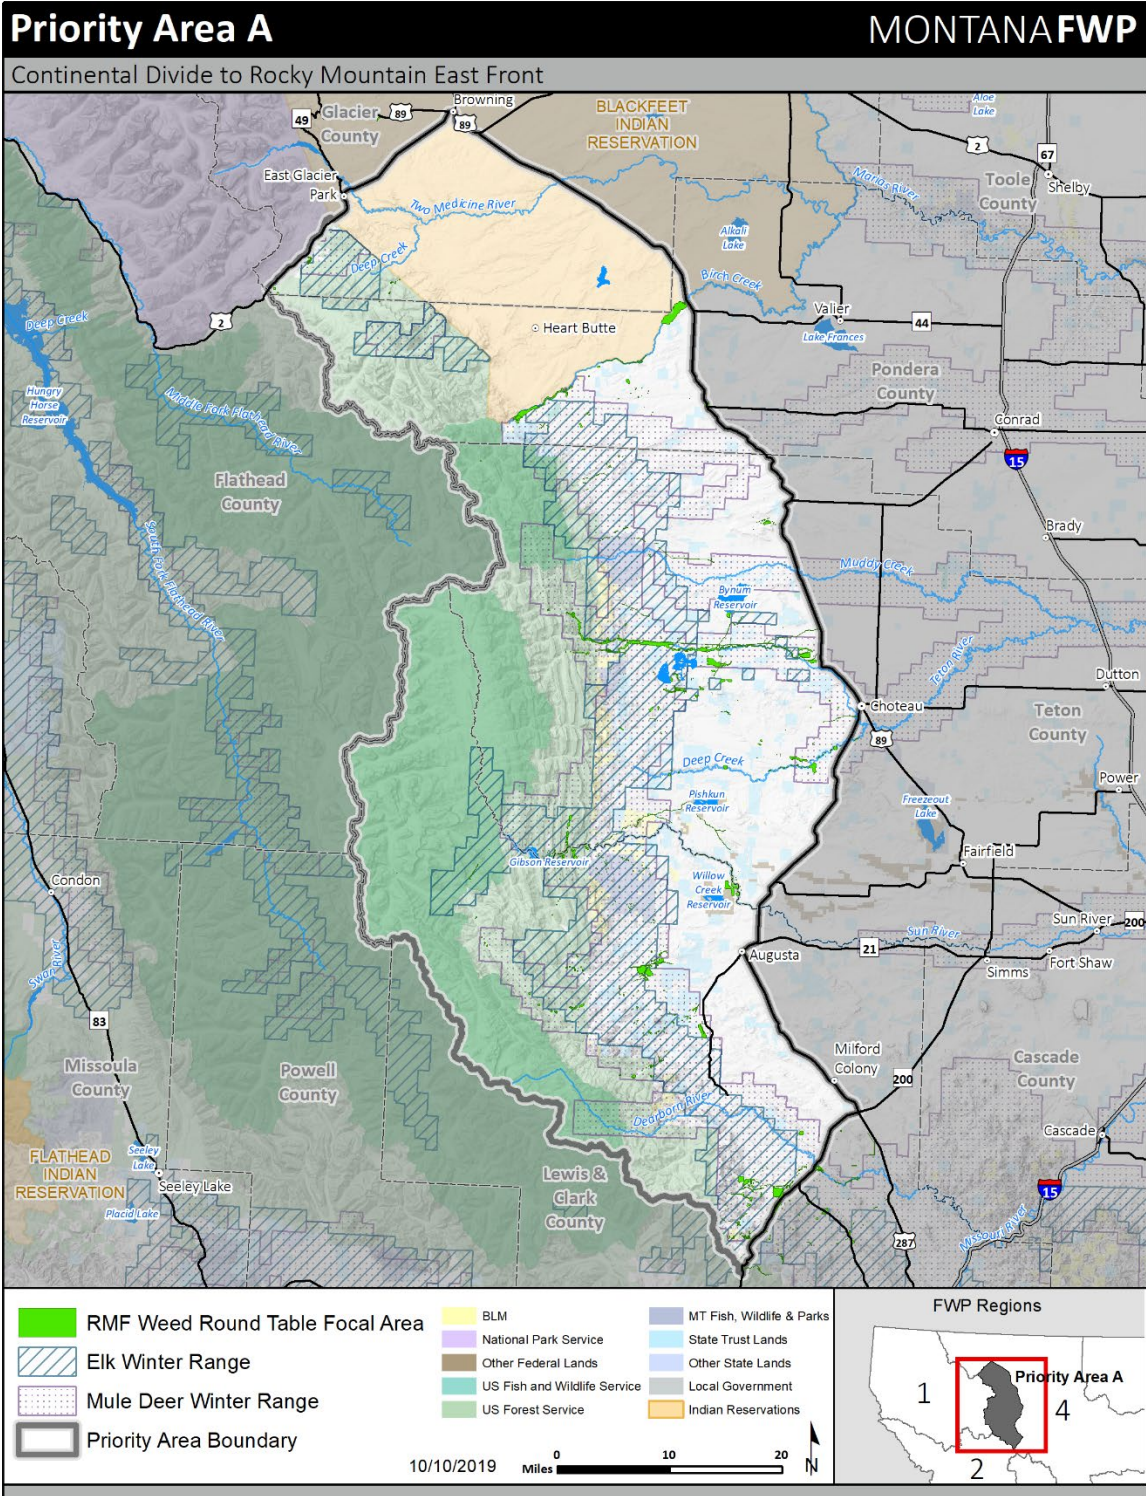 Priority Area A
MONTANAFWP
Continental Divide to Rocky Mountain East Front
Browning
Glacier
County
49
89
89
BLACKFEET
INDIAN
RESERVATION
Aloe
Lake
2
67
Toole
County
Shelby
East Glacier
Park
Two Medicine River
Marias River
Alkali
Lake
Deep Creek
Birch Creek
2
Heart Butte
Valier
44
Lake Frances
Deep Creek
Hungry
Horse
Reservoir
Middle Fork Flathead River
Pondera
County
Conrad
15
Flathead
County
South Fork Flathead River
Brady
Muddy Creek
Bynum
Reservoir
Teton River
Dutton
Choteau
Teton
County
89
Deep Creek
Power
Pishkun
Reservoir
Freezeout
Lake
Gibson Reservoir
Fairfield
Condon
Willow
Creek
Reservoir
Sun River
200
Sun River
21
Augusta
Simms
Fort Shaw
Swan River
83
Missoula
County
Powell
County
Milford
Colony
200
Cascade
County
Dearborn River
Cascade
FLATHEAD
INDIAN
RESERVATION
Seeley
Lake
Seeley Lake
Placid Lake
Lewis &
Clark
County
15
Missouri River
287
RMF Weed Round Table Focal Area
Elk Winter Range
Mule Deer Winter Range
Priority Area Boundary
BLM
National Park Service
Other Federal Lands
US Fish and Wildlife Service
US Forest Service
MT Fish, Wildlife & Parks
State Trust Lands
Other State Lands
Local Government
Indian Reservations
10/10/2019
Miles
0
10
20
N
FWP Regions
Priority Area A
1
4
2